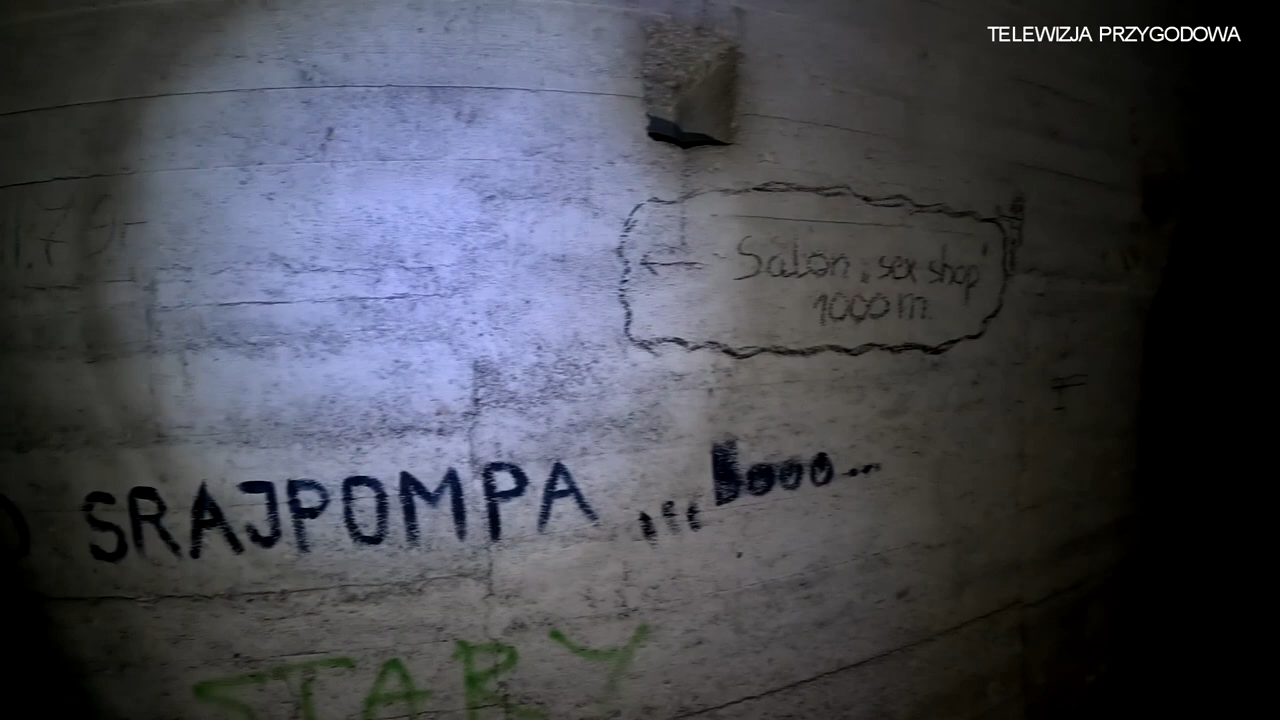 TELEWIZJA PRZYGODOWA
← Salon "sex shop"
1000 m.
SRAJPOMPA
STARY